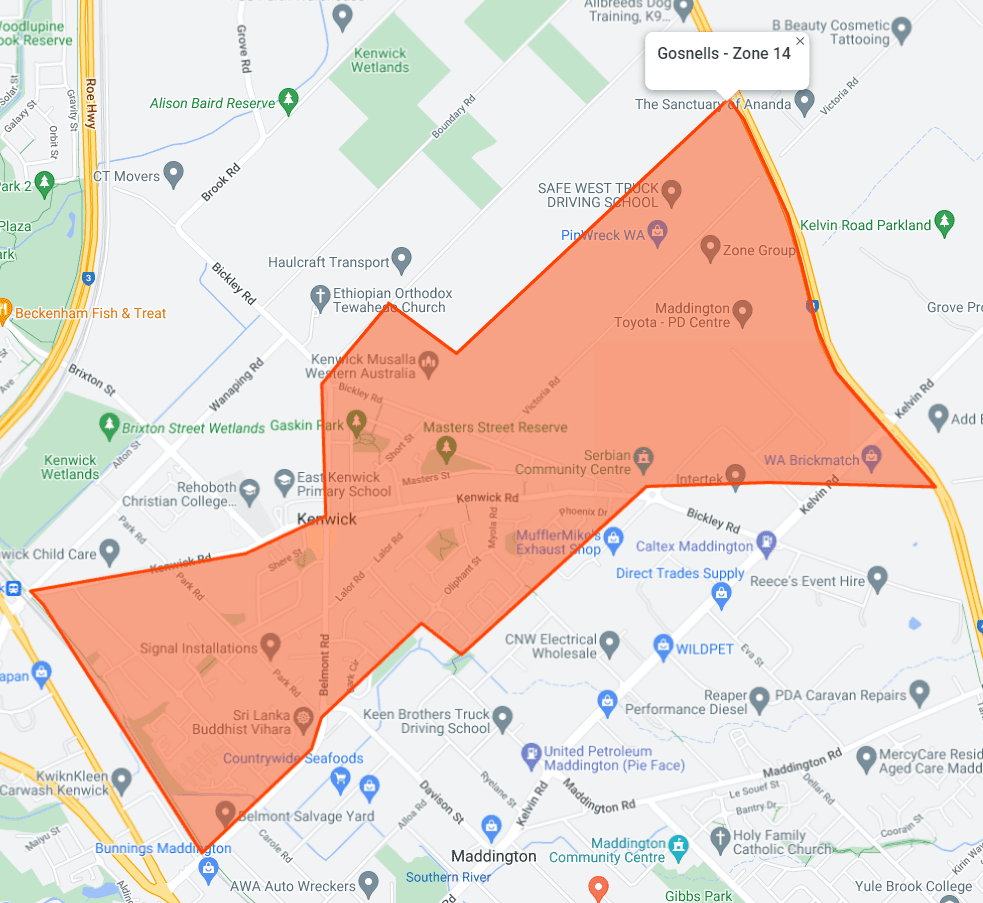 Allbreeds Dog
Training, K9...
B Beauty Cosmetic
Tattooing
Woodlupine
Brook Reserve
Kenwick
Wetlands
Grove Rd
Gosnells - Zone 14
×
Solar St
Galaxy St
Gravity St
Orbit St
Roe Hwy
Alison Baird Reserve
Boundary Rd
The Sanctuary of Ananda
Victoria Rd
CT Movers
Brook Rd
Park 2
SAFE WEST TRUCK
DRIVING SCHOOL
Plaza
ark
PinWreck WA
Zone Group
Kelvin Road Parkland
3
Haulcraft Transport
Bickley Rd
Ethiopian Orthodox
Tewahedo Church
Beckenham Fish & Treat
Maddington
Toyota - PD Centre
Grove Pro
Kenwick Musalla
Western Australia
Brixton St
Wanaping Rd
Bickley Rd
Victoria Rd
Kelvin Rd
St
Ave
Brixton Street Wetlands
Gaskin Park
Masters Street Reserve
Add E
Short St
Alton St
Kenwick
Wetlands
Serbian
Community Centre
WA Brickmatch
Masters St
Intertek
East Kenwick
Primary School
Rehoboth
Christian College...
Kenwick Rd
Kelvin Rd
Phoenix Dr
Bickley Rd
Kenwick
Park Rd
Myola Rd
MufflerMike's
Exhaust Shop
Caltex Maddington
wick Child Care
Kenwick Rd
Shere St
Lalor Rd
Lalor Rd
Oliphant St
Direct Trades Supply
Reece's Event Hire
Park Rd
k
Signal Installations
Belmont Rd
Park Cir
CNW Electrical
Wholesale
WILDPET
Eva St
apan
Park Rd
Reaper
Performance Diesel
PDA Caravan Repairs
Sri Lanka
Buddhist Vihara
Keen Brothers Truck
Driving School
Countrywide Seafoods
United Petroleum
Maddington (Pie Face)
Maddington Rd
MercyCare Resid
Aged Care Madd
KwiknKleen
Carwash Kenwick
Davison St
Ryelane St
Kelvin Rd
Maddington Rd
Le Souef St
Dellar Rd
Bantry Dr
Belmont Salvage Yard
Alloa Rd
Carole Rd
Maiyu St
Coorain St
Bunnings Maddington
Maddington
Maddington
Community Centre
Holy Family
Catholic Church
Kirin Wa
AWA Auto Wreckers
Southern River
Gibbs Park
Yule Brook College
Rd